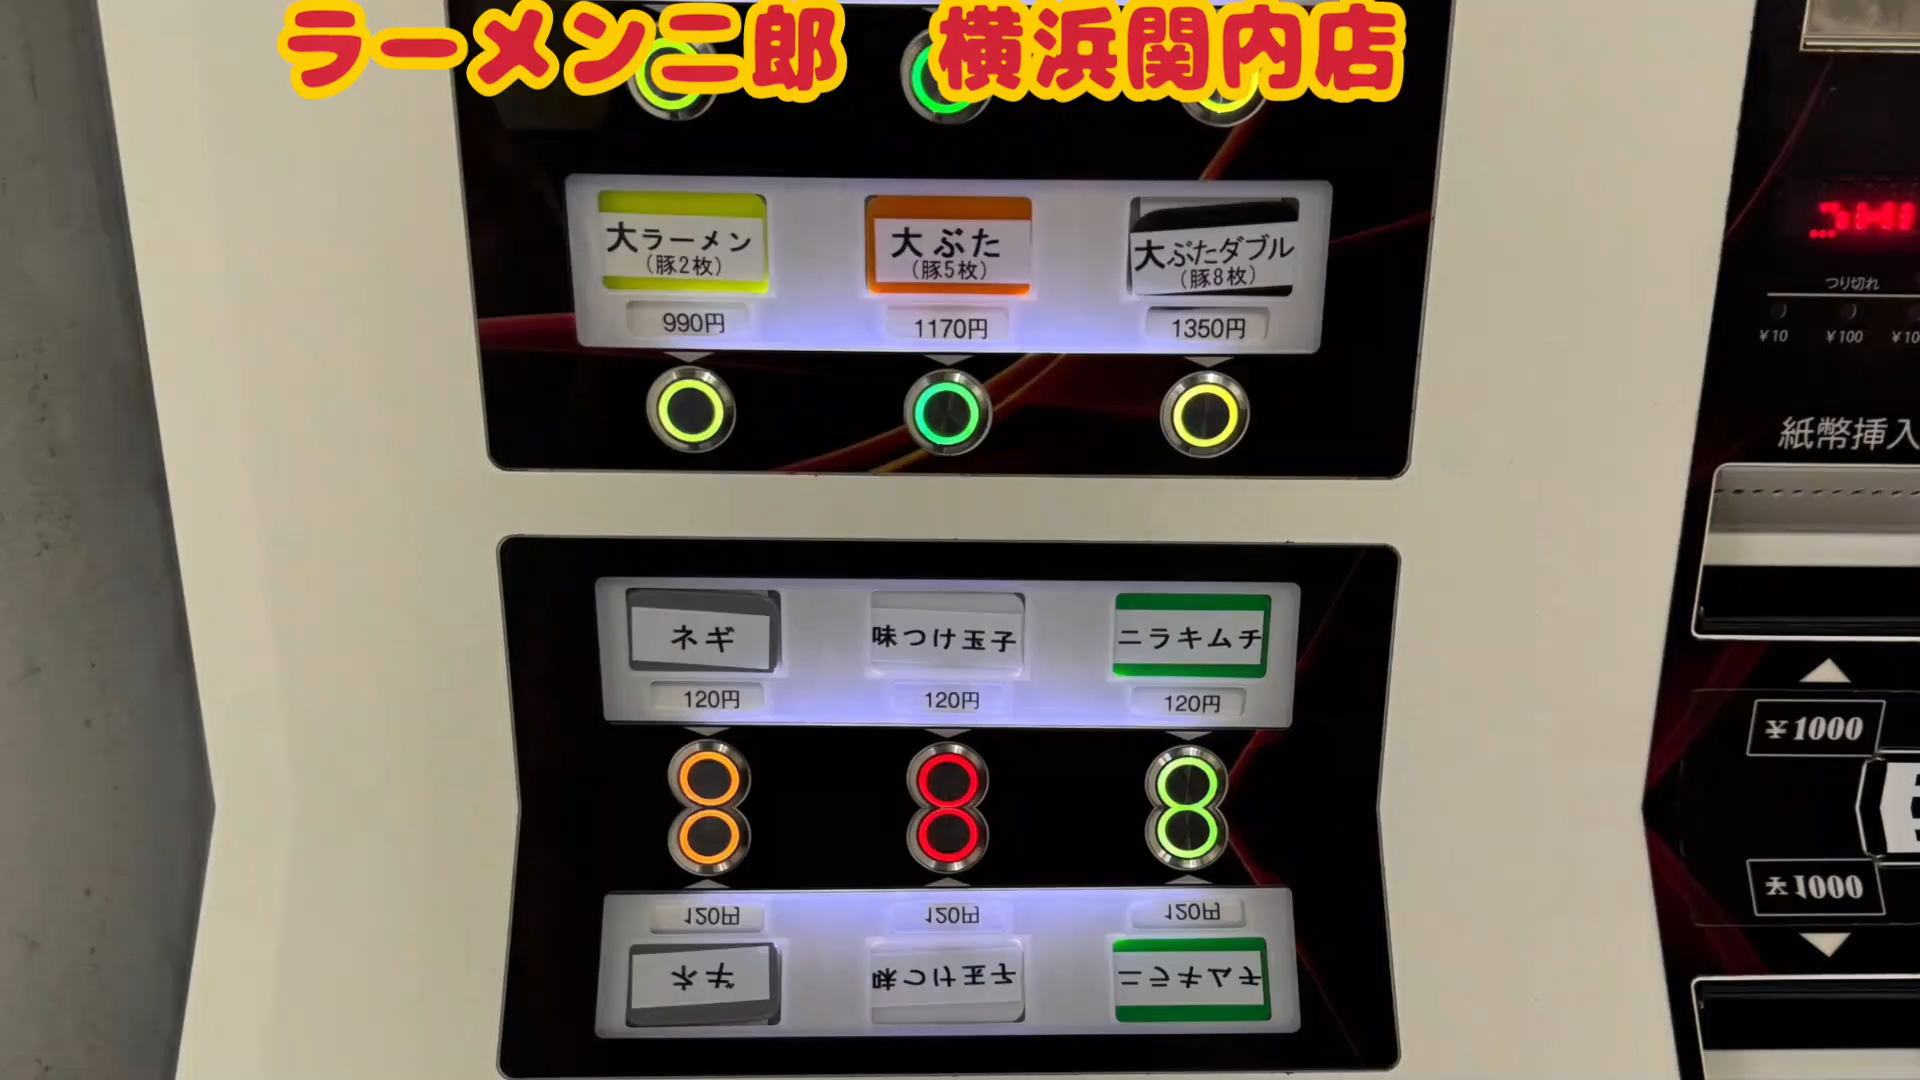 ラーメン二郎　横浜関内店
大ラーメン
(豚2枚)
990円
大ぶた
(豚5枚)
1170円
大ぶたダブル
(豚8枚)
1350円
つり切れ
¥10 ¥100
紙幣挿入
ネギ
120円
味つけ玉子
120円
ニラキムチ
120円
¥1000